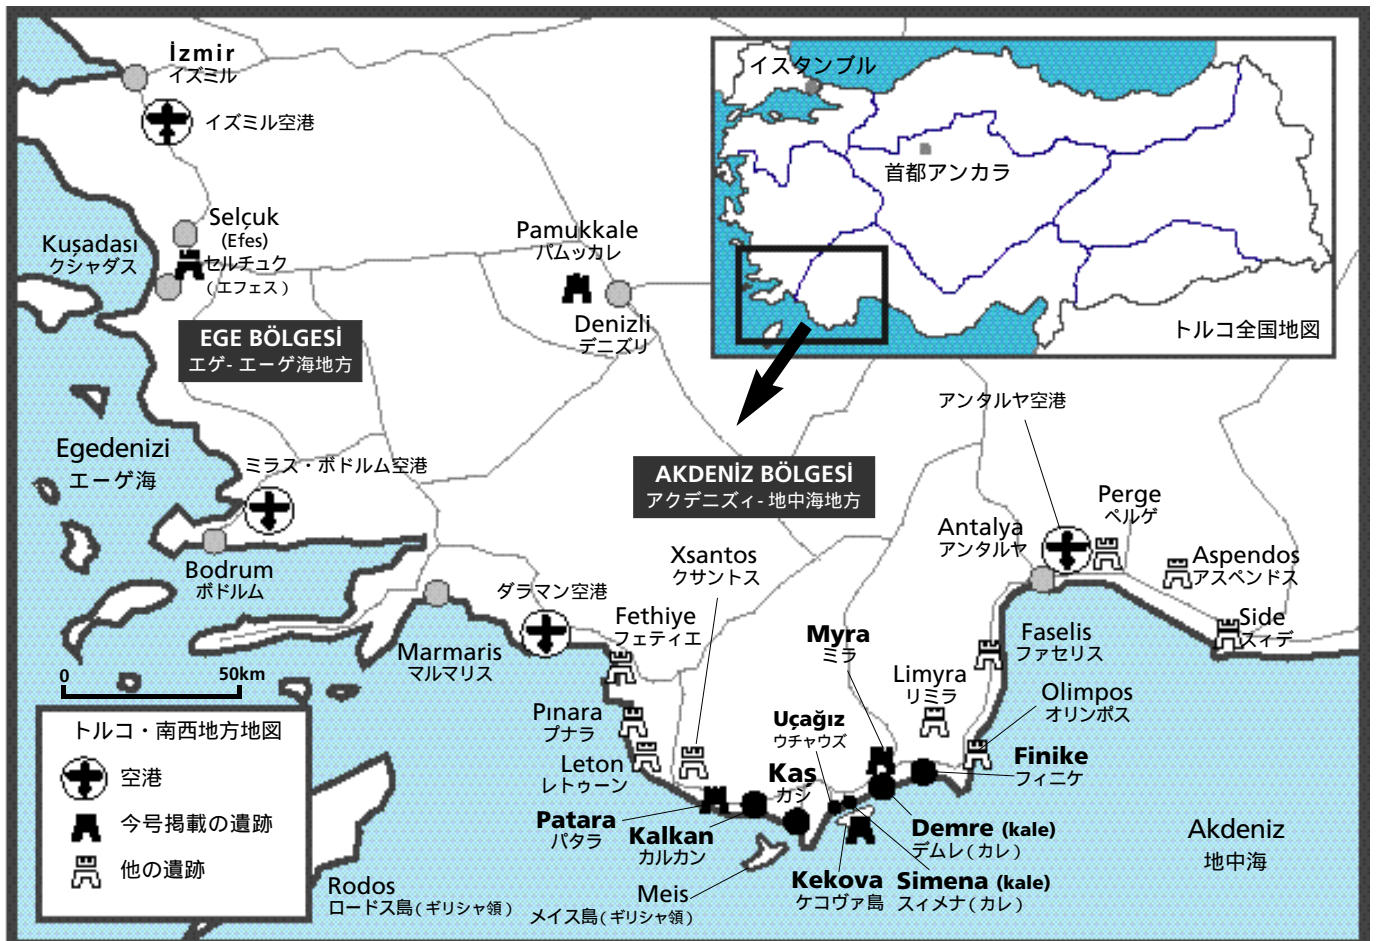 İzmir
イズミル
イズミル空港
Selçuk
(Efes)
セルチュク
(エフェス)
Kuşadası
クシャダス
Pamukkale
パムッカレ
Denizli
デニズリ
EGE BÖLGESİ
エゲ-エーゲ海地方
イスタンブル
首都アンカラ
トルコ全国地図
アンタルヤ空港
Egedenizi
エーゲ海
ミラス・ボドルム空港
AKDENİZ BÖLGESİ
アクデニズィ-地中海地方
Perge
ペルゲ
Antalya
アンタルヤ
Aspendos
アスペンドス
Side
スィデ
Xsantos
クサントス
Bodrum
ボドルム
ダラマン空港
Fethiye
フェティエ
Marmaris
マルマリス
Myra
ミラ
Faselis
ファセリス
Limyra
リミラ
Olimpos
オリンポス
0 50km
Pınara
プナラ
Uçağız
ウチャウズ
Leton
レトゥーン
Kaş
カシ
Finike
フィニケ
Patara
パタラ
Kalkan
カルカン
Demre (kale)
デムレ(カレ)
Akdeniz
地中海
Meis
メイス島(ギリシャ領)
Kekova
ケコヴァ島
Simena (kale)
スィメナ(カレ)
Rodos
ロードス島(ギリシャ領)
トルコ・南西地方地図
空港
今号掲載の遺跡
他の遺跡